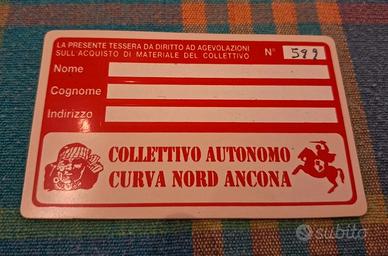 LA PRESENTE TESSERA DA DIRITTO AD AGEVOLAZIONI
SULL'ACQUISTO DI MATERIALE DEL COLLETTIVO N° 599
Nome
Cognome
Indirizzo
COLLETTIVO AUTONOMO
CURVA NORD ANCONA
subito